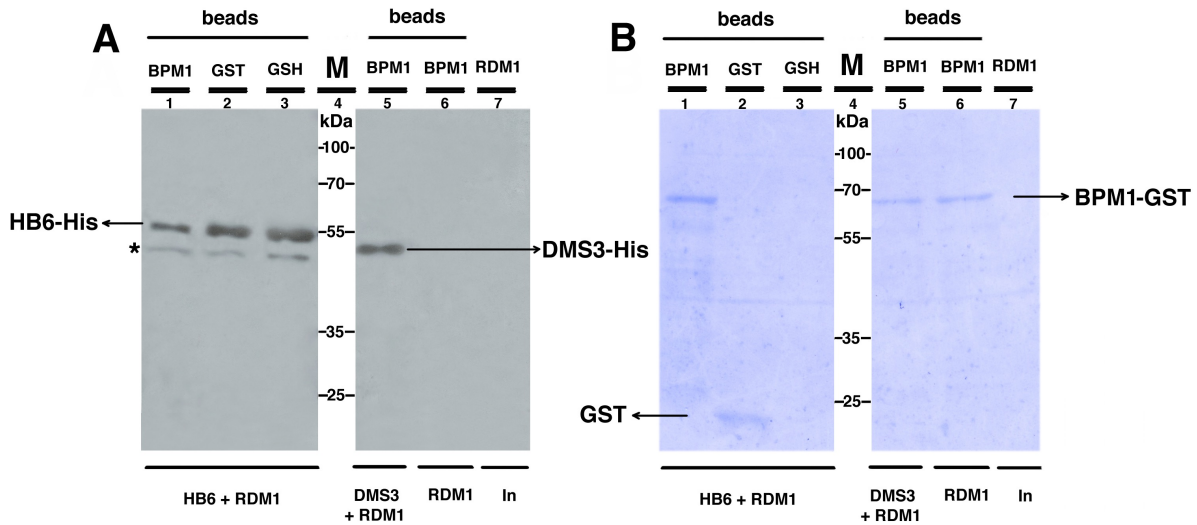 A
beads
beads
BPM1 GST GSH M BPM1 BPM1 RDM1
1 2 3 4 5 6 7
kDa
-100-
-70-
HB6-His
-55-
*
DMS3-His
-35-
-25-
HB6 + RDM1
DMS3
+ RDM1
RDM1
In
B
beads
beads
BPM1 GST GSH M BPM1 BPM1 RDM1
1 2 3 4 5 6 7
kDa
-100-
-70-
BPM1-GST
-55-
-35-
-25-
GST
HB6 + RDM1
DMS3
+ RDM1
RDM1
In